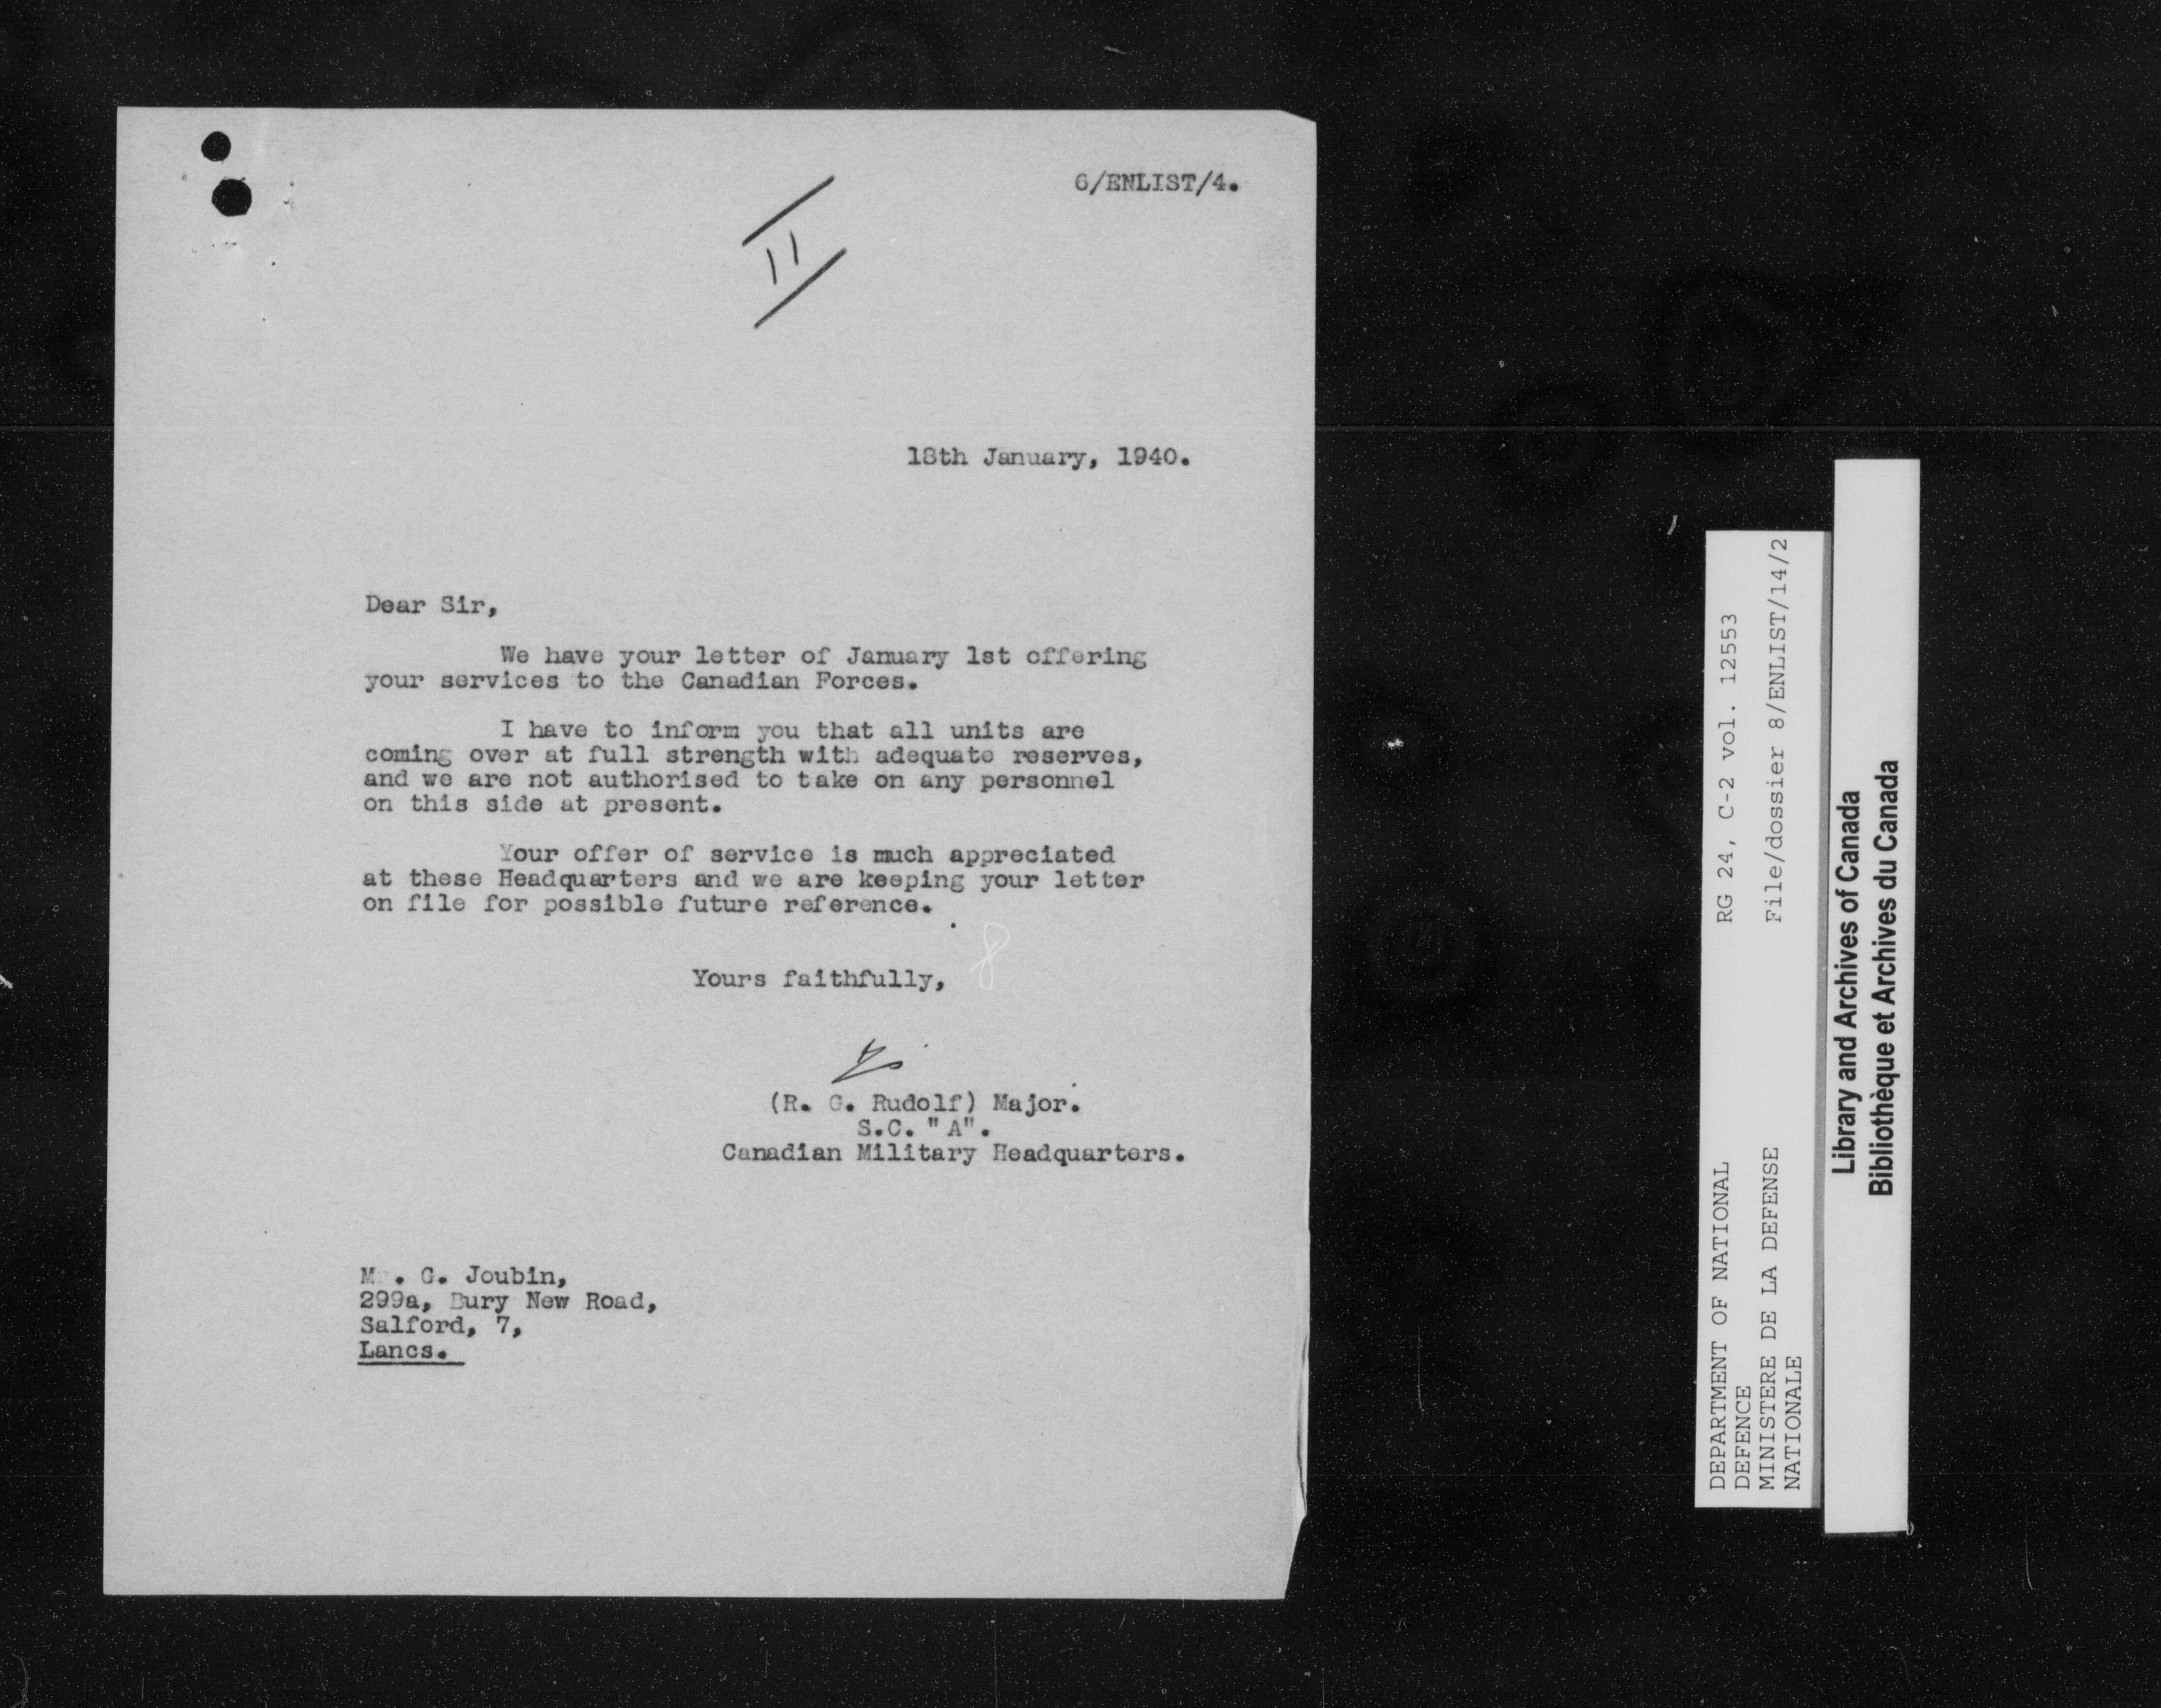 6/ENLIST/4.
11
18th January, 1940.
Dear Sir,
We have your letter of January 1st offering
your services to the Canadian Forces.
I have to inform you that all units are
coming over at full strength with adequate reserves,
and we are not authorised to take on any personnel
on this side at present.
Your offer of service is much appreciated
at these Headquarters and we are keeping your letter
on file for possible future reference.
8
Yours faithfully,
(R. G. Rudolf) Major.
S.C. "A".
Canadian Military Headquarters.
Mr. G. Joubin,
299a, Bury New Road,
Salford, 7,
Lancs.
DEPARTMENT OF NATIONAL
DEFENCE
MINISTERE DE LA DEFENSE
NATIONALE
RG 24, C-2 vol. 12553
File/dossier 8/ENLIST/14/2
Library and Archives of Canada
Bibliothèque et Archives du Canada